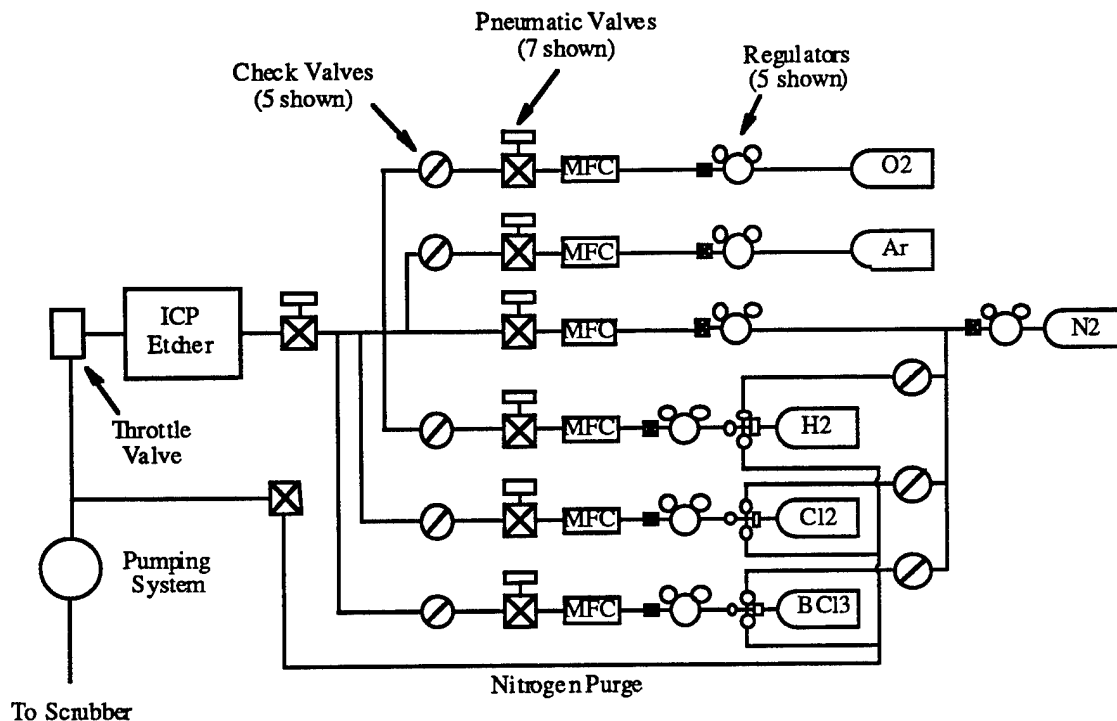 Pneumatic Valves
(7 shown)
Check Valves
(5 shown)
Regulators
(5 shown)
MFC
O2
MFC
Ar
ICP
Etcher
MFC
N2
Throttle
Valve
MFC
H2
MFC
Cl2
Pumping
System
MFC
BCl3
Nitrogen Purge
To Scrubber